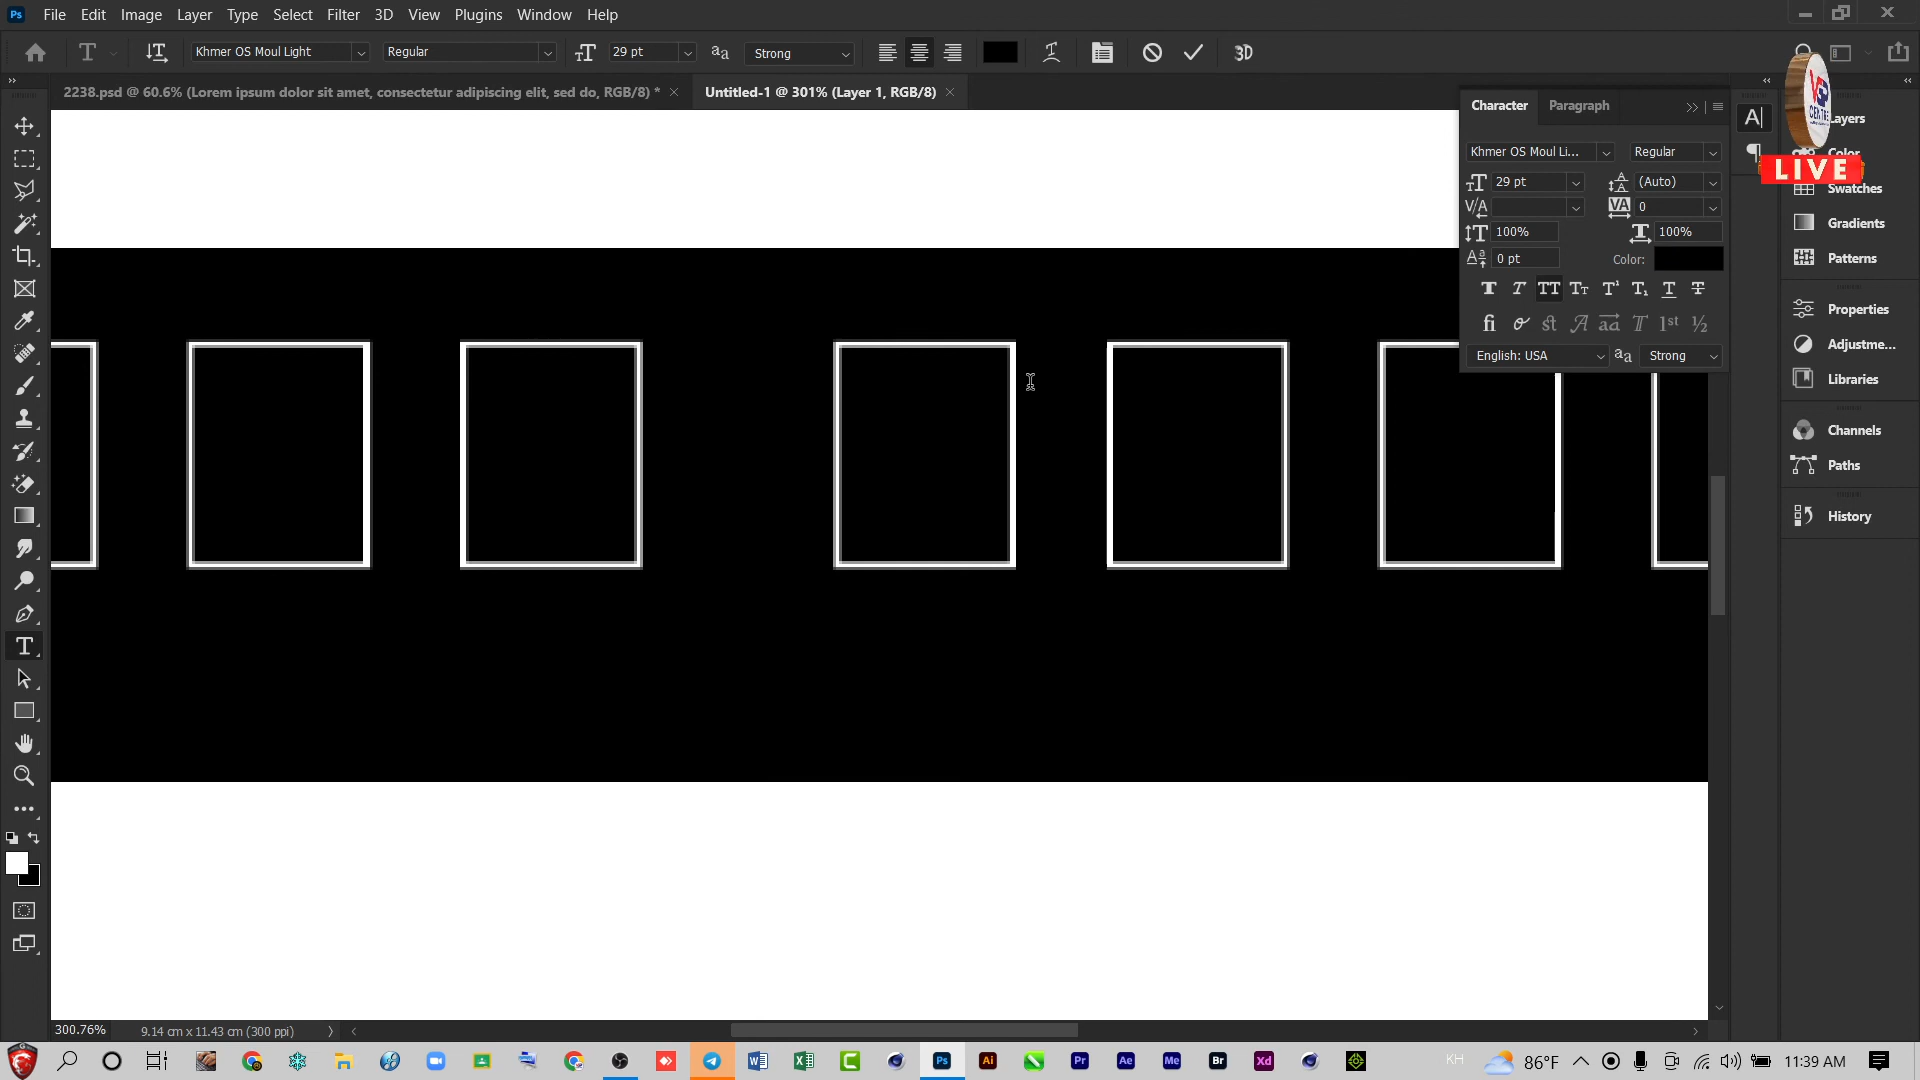 File Edit Image Layer Type Select Filter 3D View Plugins Window Help
Khmer OS Moul Light Regular 29 pt Strong 3D
2238.psd @ 60.6% (Lorem ipsum dolor sit amet, consectetur adipiscing elit, sed do, RGB/8) * Untitled-1 @ 301% (Layer 1, RGB/8)
Character Paragraph
Khmer OS Moul Li... Regular
29 pt (Auto)
0
100% 100%
0 pt Color:
English: USA Strong
VSP
CENTRE
LIVE
Layers
Color
Swatches
Gradients
Patterns
Properties
Adjustme...
Libraries
Channels
Paths
History
300.76% 9.14 cm x 11.43 cm (300 ppi)
KH 86°F 11:39 AM